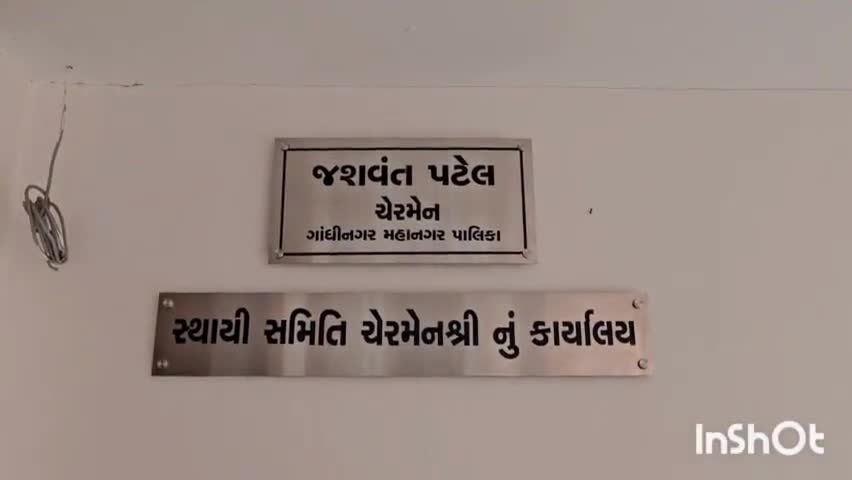 જશવંત પટેલ
ચેરમેન
ગાંધીનગર મહાનગર પાલિકા
સ્થાયી સમિતિ ચેરમેનશ્રી નું કાર્યાલય
InShOt